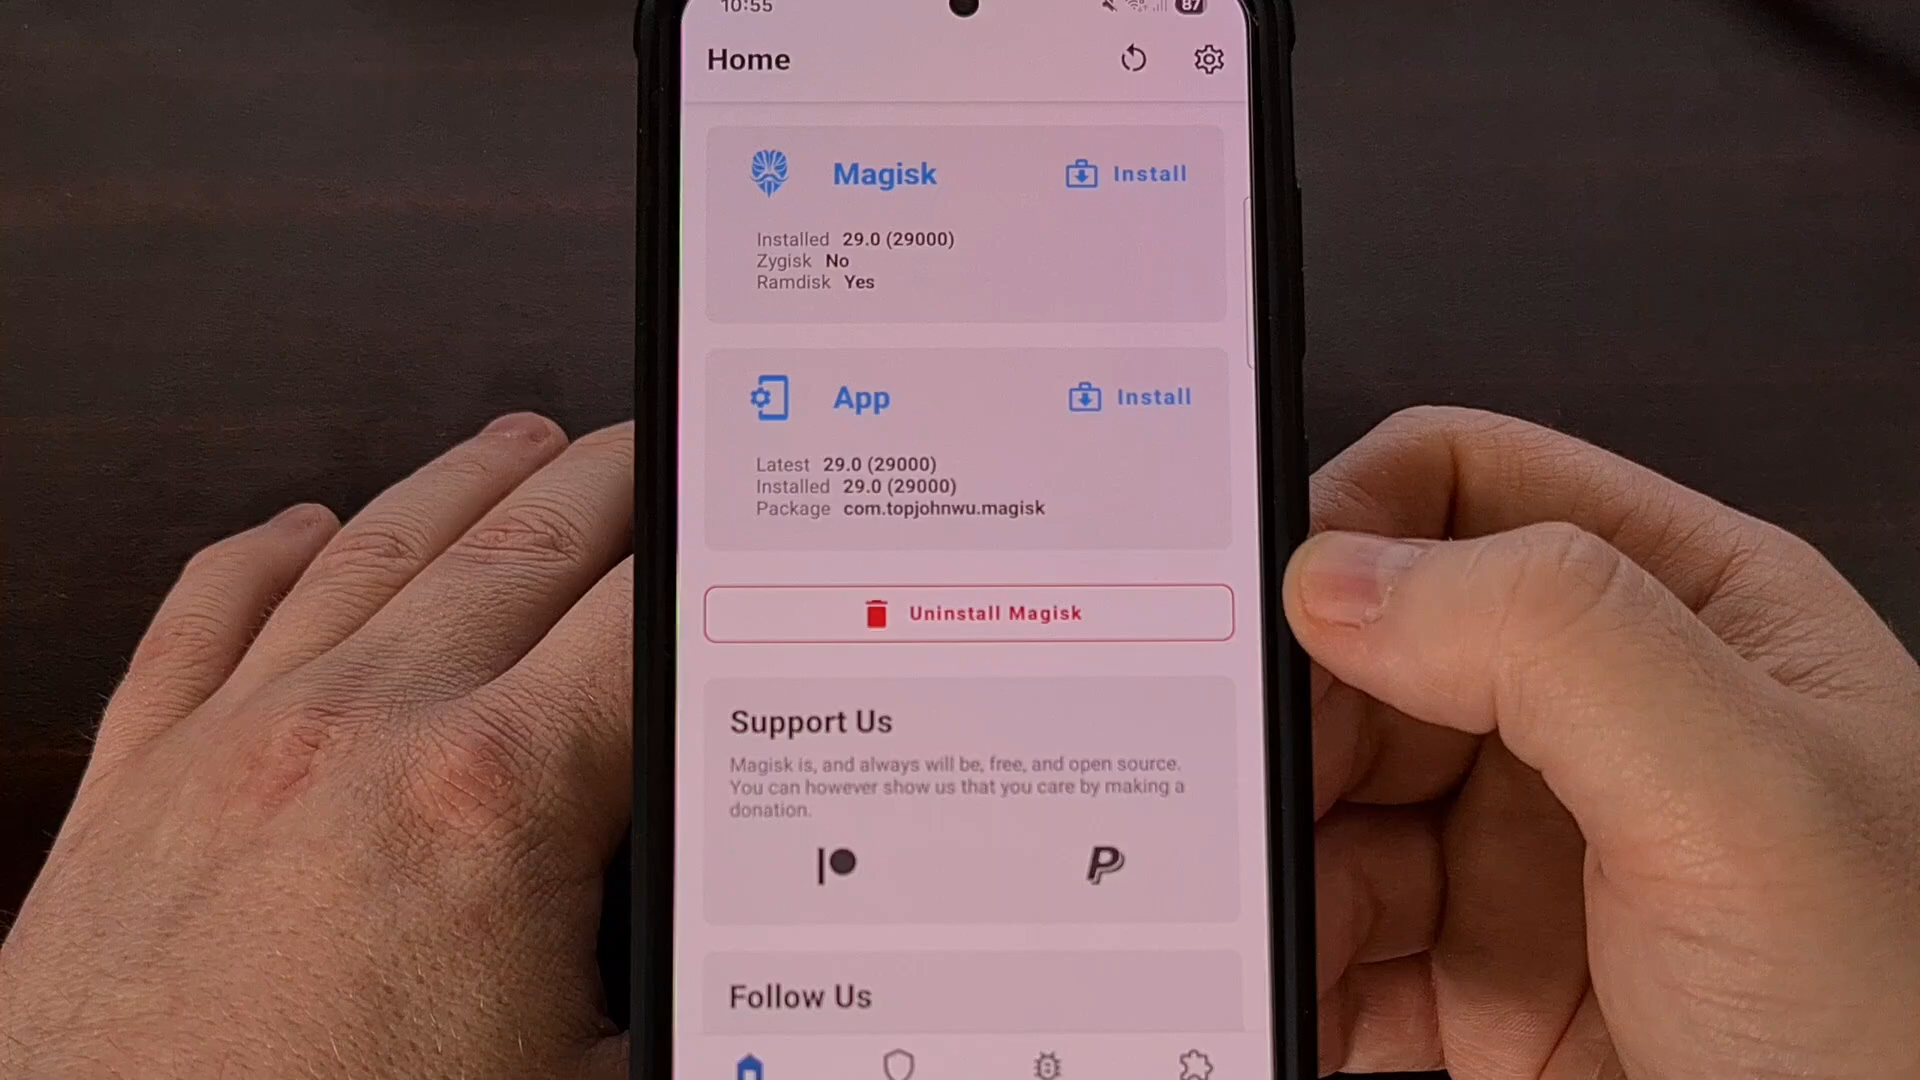 10:55
87
Home
Magisk
Install
Installed 29.0 (29000)
Zygisk No
Ramdisk Yes
App
Install
Latest 29.0 (29000)
Installed 29.0 (29000)
Package com.topjohnwu.magisk
Uninstall Magisk
Support Us
Magisk is, and always will be, free, and open source.
You can however show us that you care by making a
donation.
Follow Us